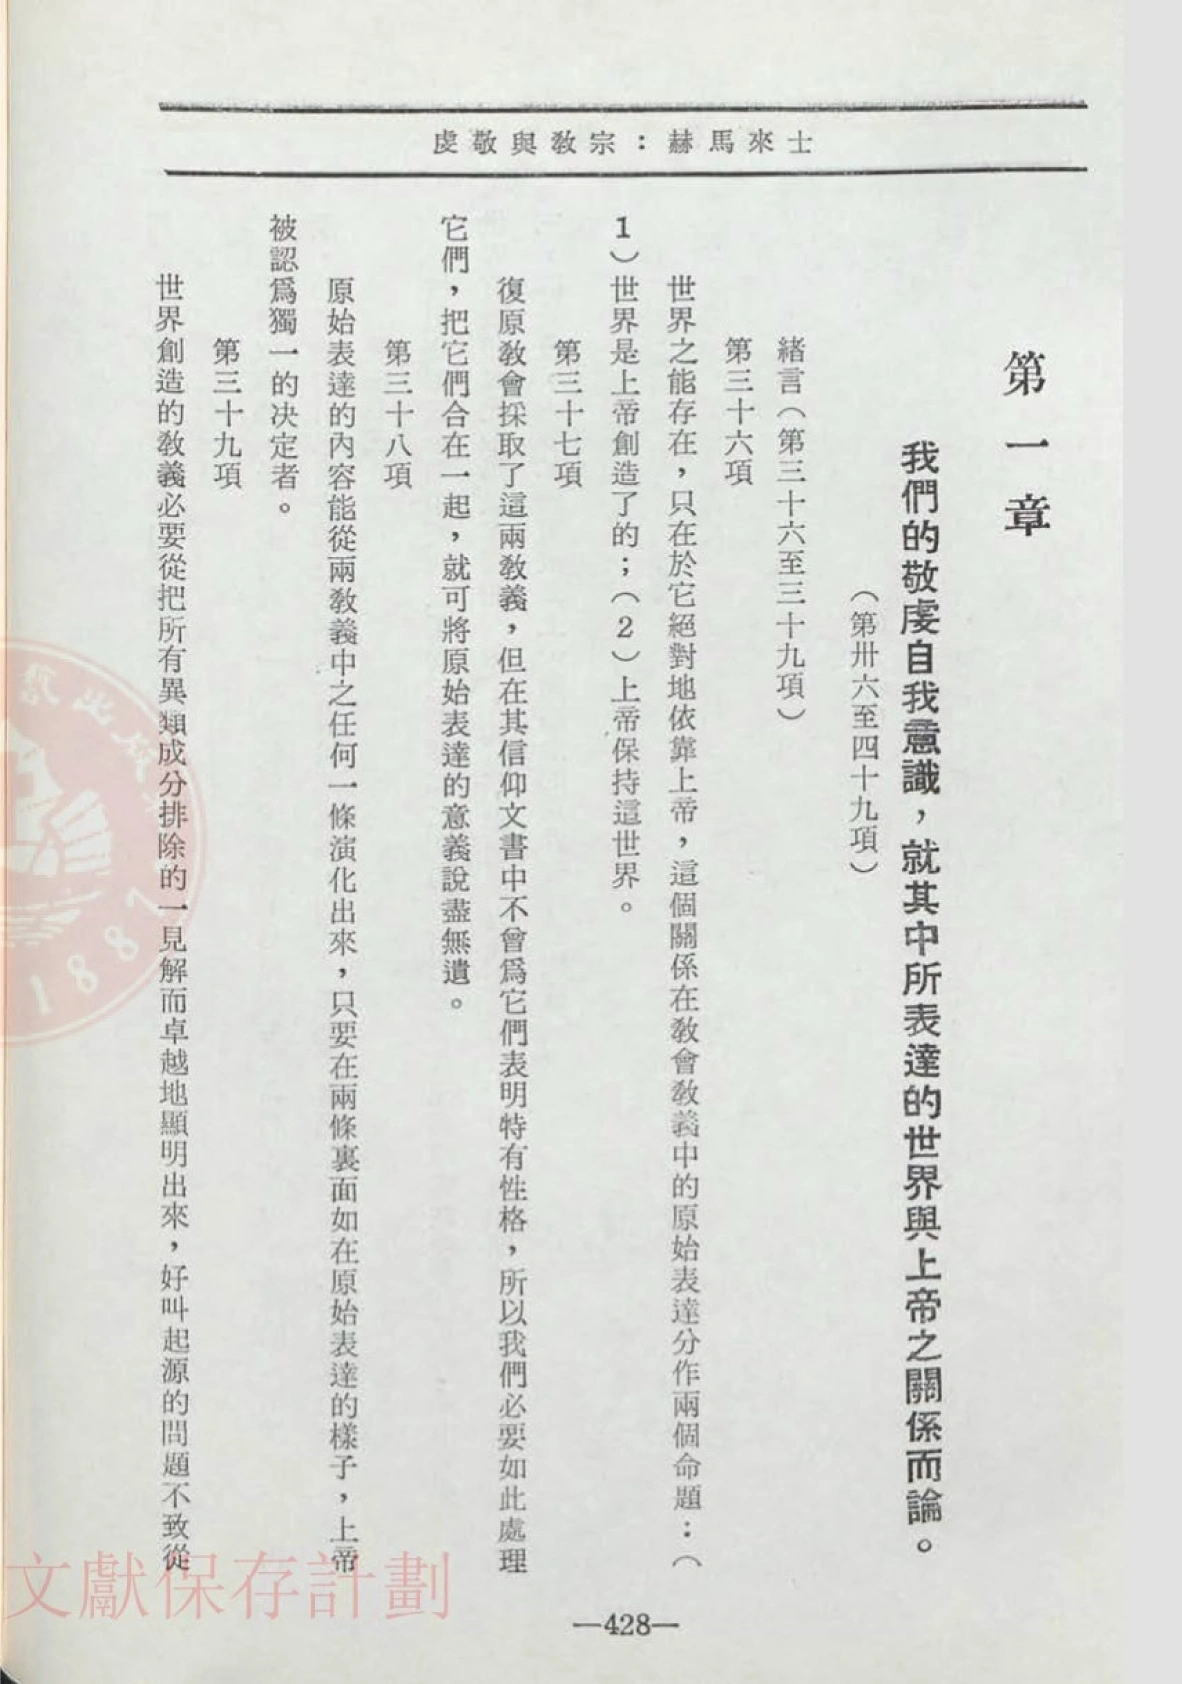 士來馬赫：宗教與敬虔
第一章
我們的敬虔自我意識，就其中所表達的世界與上帝之關係而論。
（第卅六至四十九項）
緒言（第三十六至三十九項）
第三十六項
世界之能存在，只在於它絕對地依靠上帝，這個關係在教會教義中的原始表達分作兩個命題：（
1）世界是上帝創造了的；（2）上帝保持這世界。
第三十七項
復原教會採取了這兩教義，但在其信仰文書中不曾爲它們表明特有性格，所以我們必要如此處理
它們，把它們合在一起，就可將原始表達的意義說盡無遺。
第三十八項
原始表達的內容能從兩教義中之任何一條演化出來，只要在兩條裏面如在原始表達的樣子，上帝
被認爲獨一的決定者。
第三十九項
世界創造的教義必要從把所有異類成分排除的一見解而卓越地顯明出來，好叫起源的問題不致從
—428—
文獻保存計劃
1887